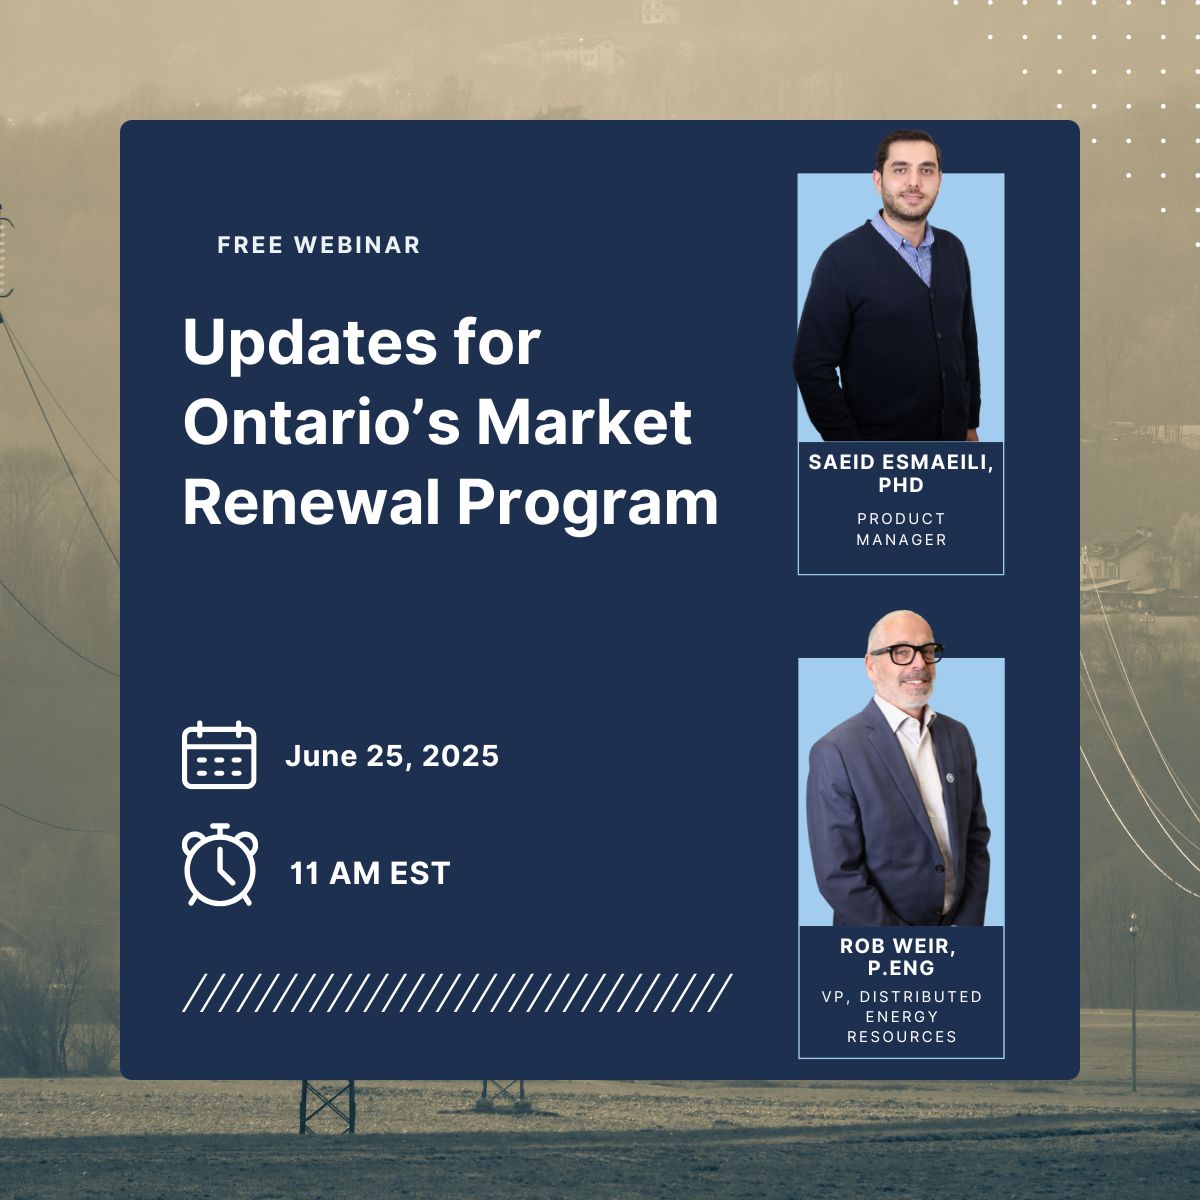 FREE WEBINAR
Updates for
Ontario’s Market
Renewal Program
June 25, 2025
11 AM EST
SAEID ESMAEILI,
PHD
PRODUCT
MANAGER
ROB WEIR,
P.ENG
VP, DISTRIBUTED
ENERGY
RESOURCES